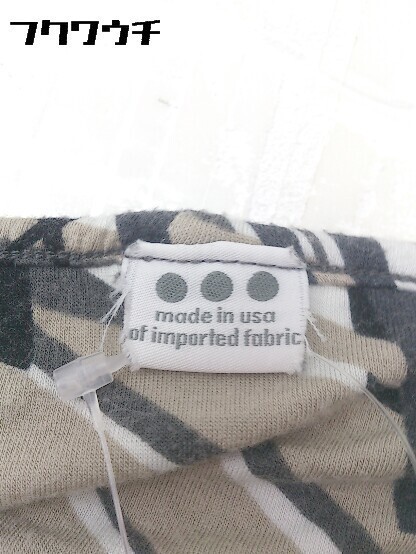 フクワウチ
made in usa
of imported fabric